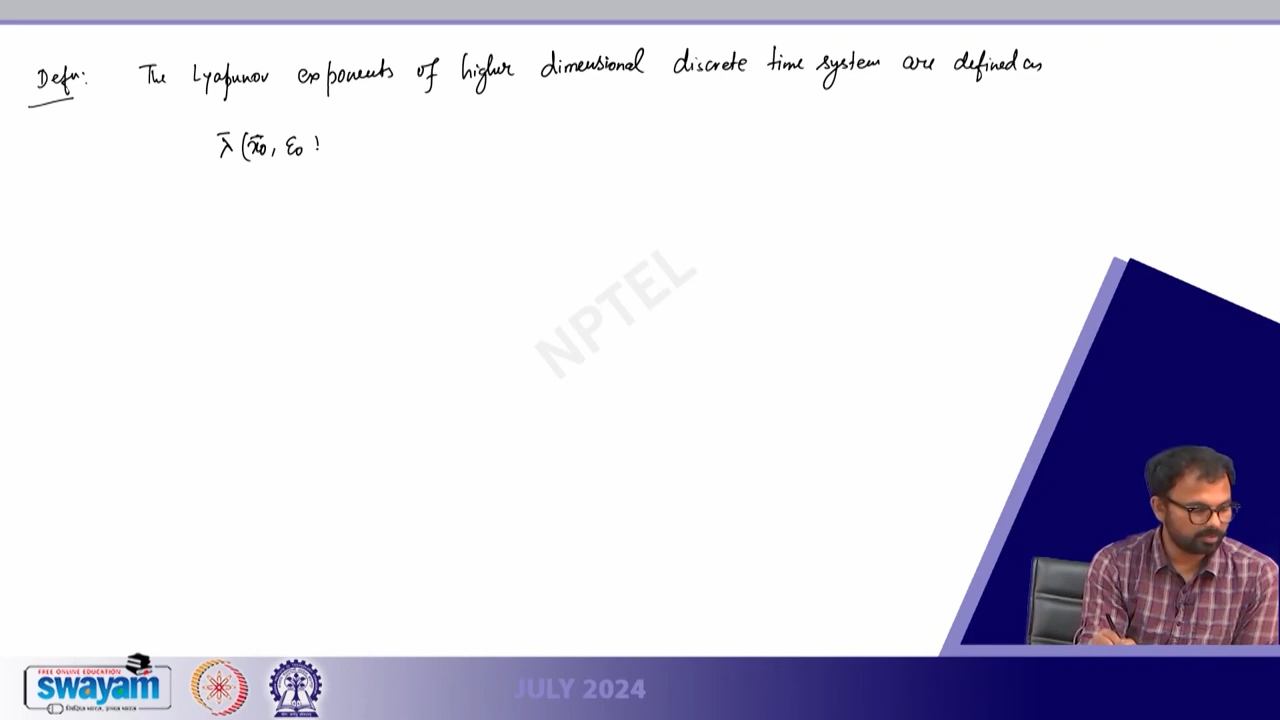 Defn: The Lyapunov exponents of higher dimensional discrete time system are defined as
λ̄ (x̄₀, ε₀
NPTEL
FREE ONLINE EDUCATION
swayam
JULY 2024